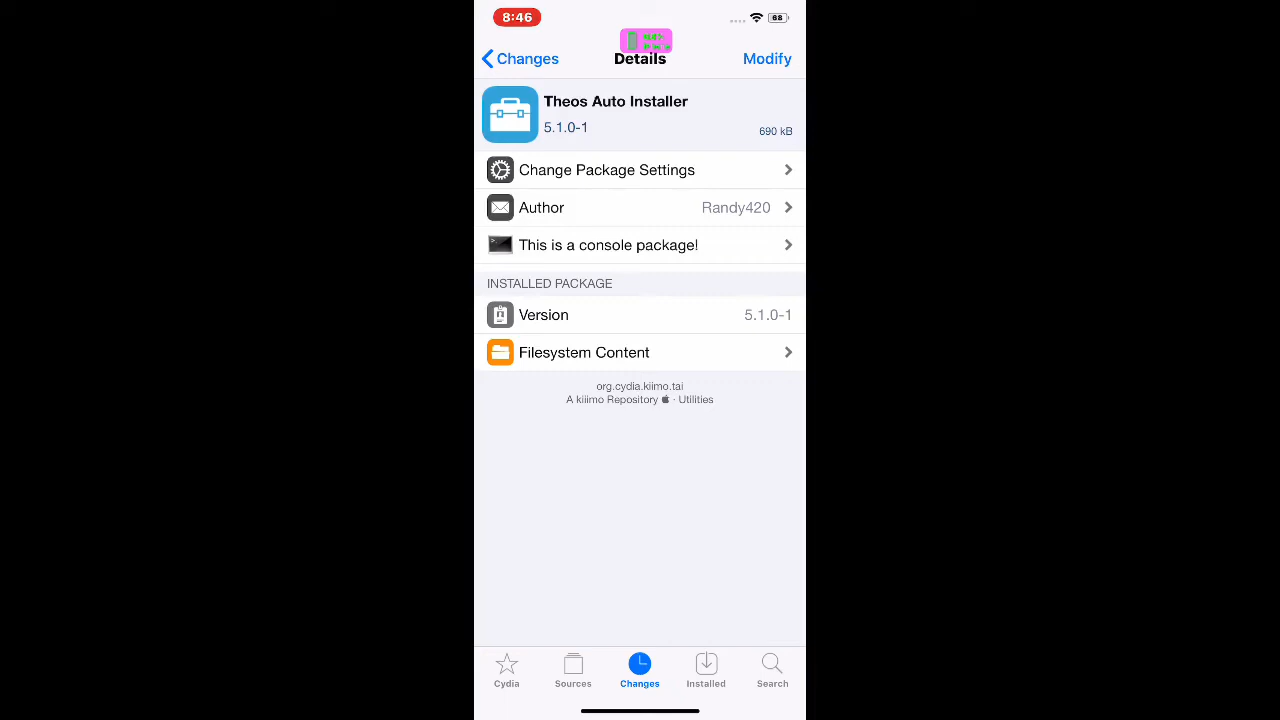 8:46
68
Changes
Details
Modify
Theos Auto Installer
5.1.0-1
690 kB
Change Package Settings
Author
Randy420
This is a console package!
INSTALLED PACKAGE
Version
5.1.0-1
Filesystem Content
org.cydia.kiimo.tai
A kiiimo Repository  · Utilities
Cydia
Sources
Changes
Installed
Search